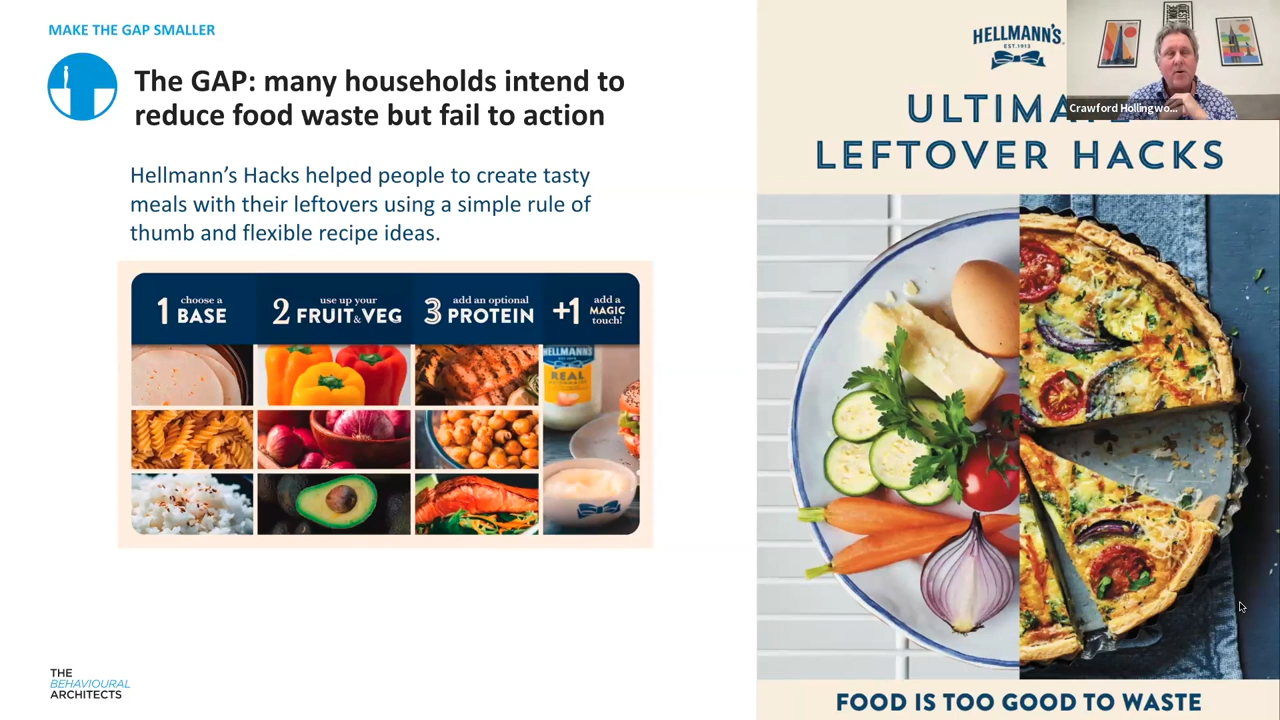 MAKE THE GAP SMALLER
The GAP: many households intend to
reduce food waste but fail to action
Hellmann's Hacks helped people to create tasty
meals with their leftovers using a simple rule of
thumb and flexible recipe ideas.
1 choose a BASE
2 use up your FRUIT & VEG
3 add an optional PROTEIN
+1 add a MAGIC touch!
HELLMANN'S
REAL
THE
BEHAVIOURAL
ARCHITECTS
HELLMANN'S
EST. 1913
LEFTOVER HACKS
FOOD IS TOO GOOD TO WASTE
Crawford Hollingwo...